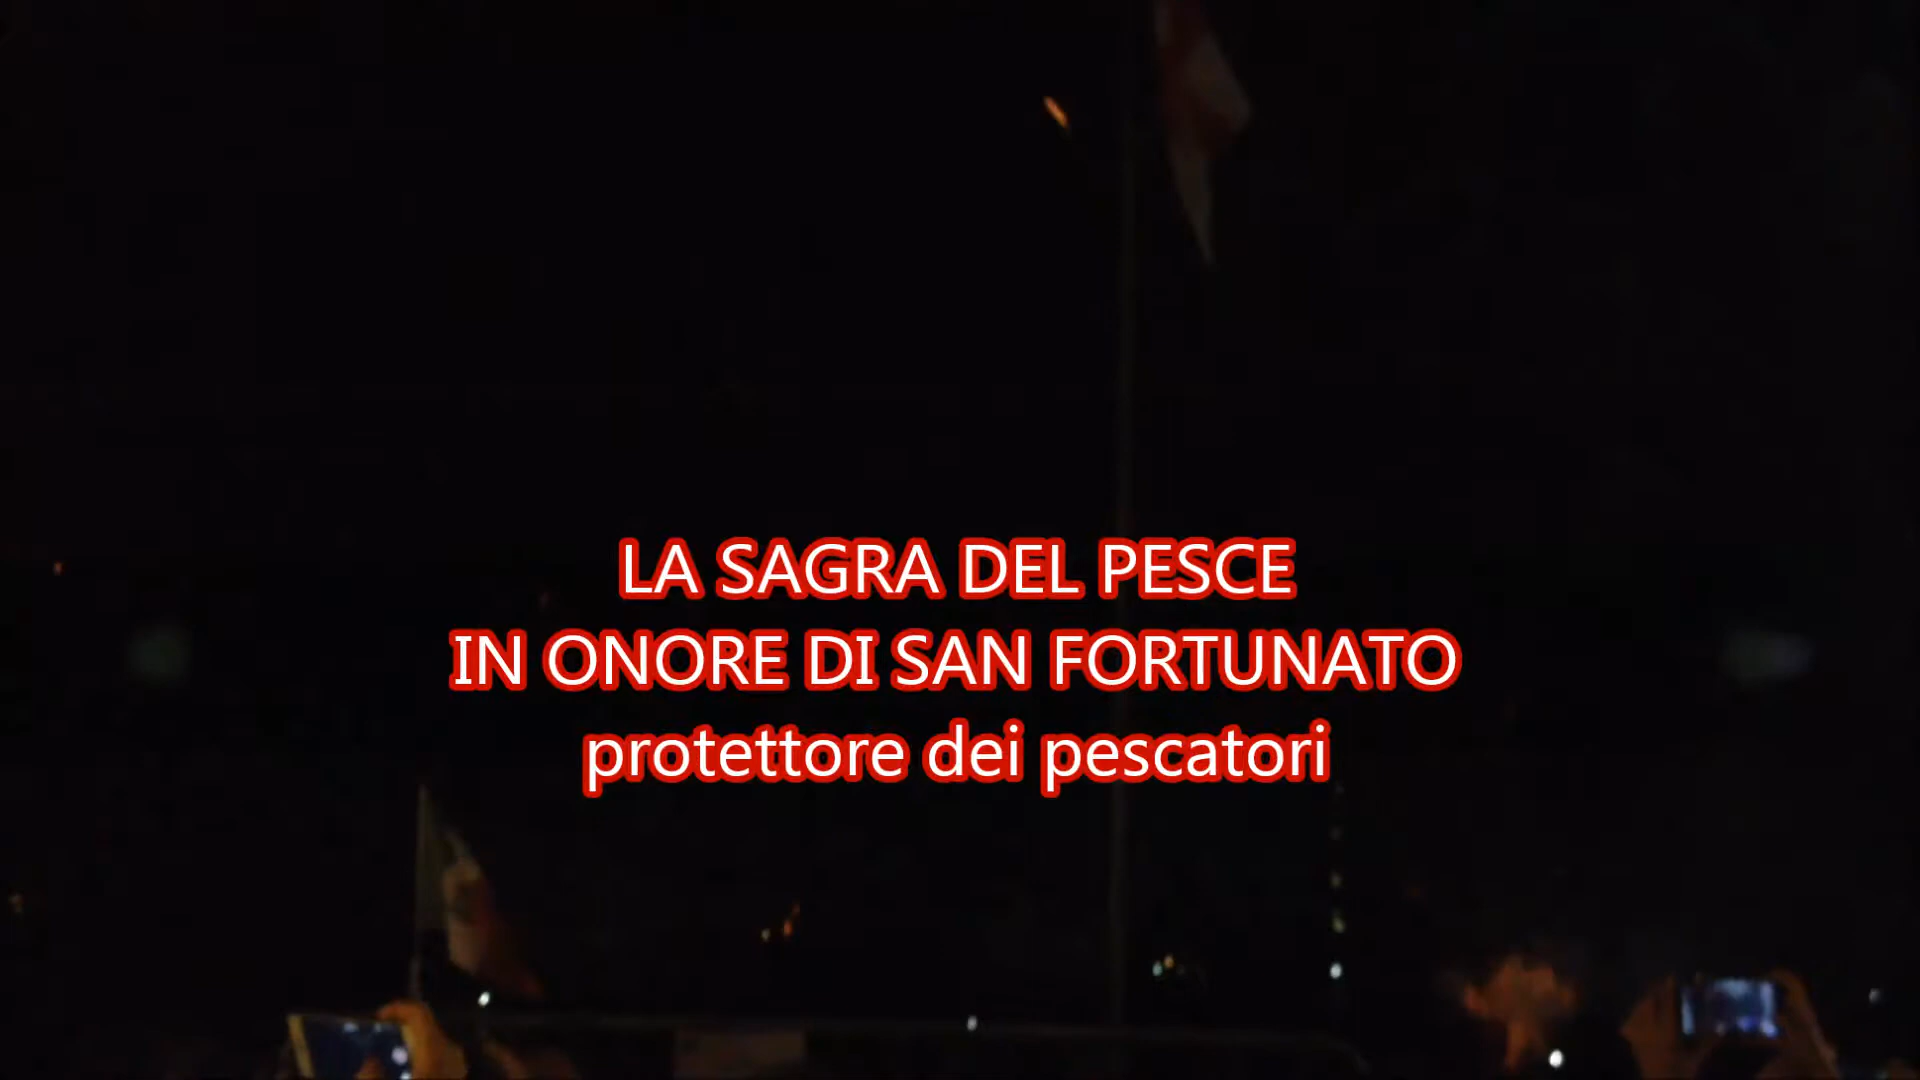 LA SAGRA DEL PESCE
IN ONORE DI SAN FORTUNATO
protettore dei pescatori